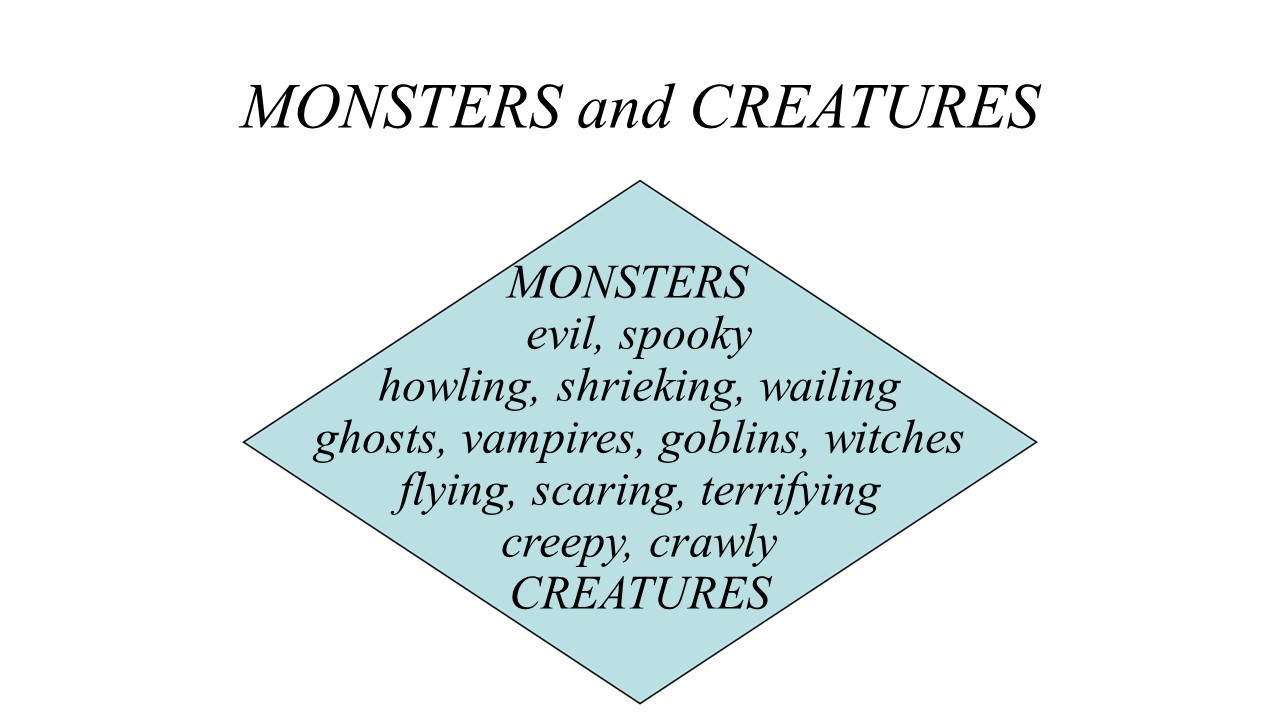 MONSTERS and CREATURES
MONSTERS
evil, spooky
howling, shrieking, wailing
ghosts, vampires, goblins, witches
flying, scaring, terrifying
creepy, crawly
CREATURES